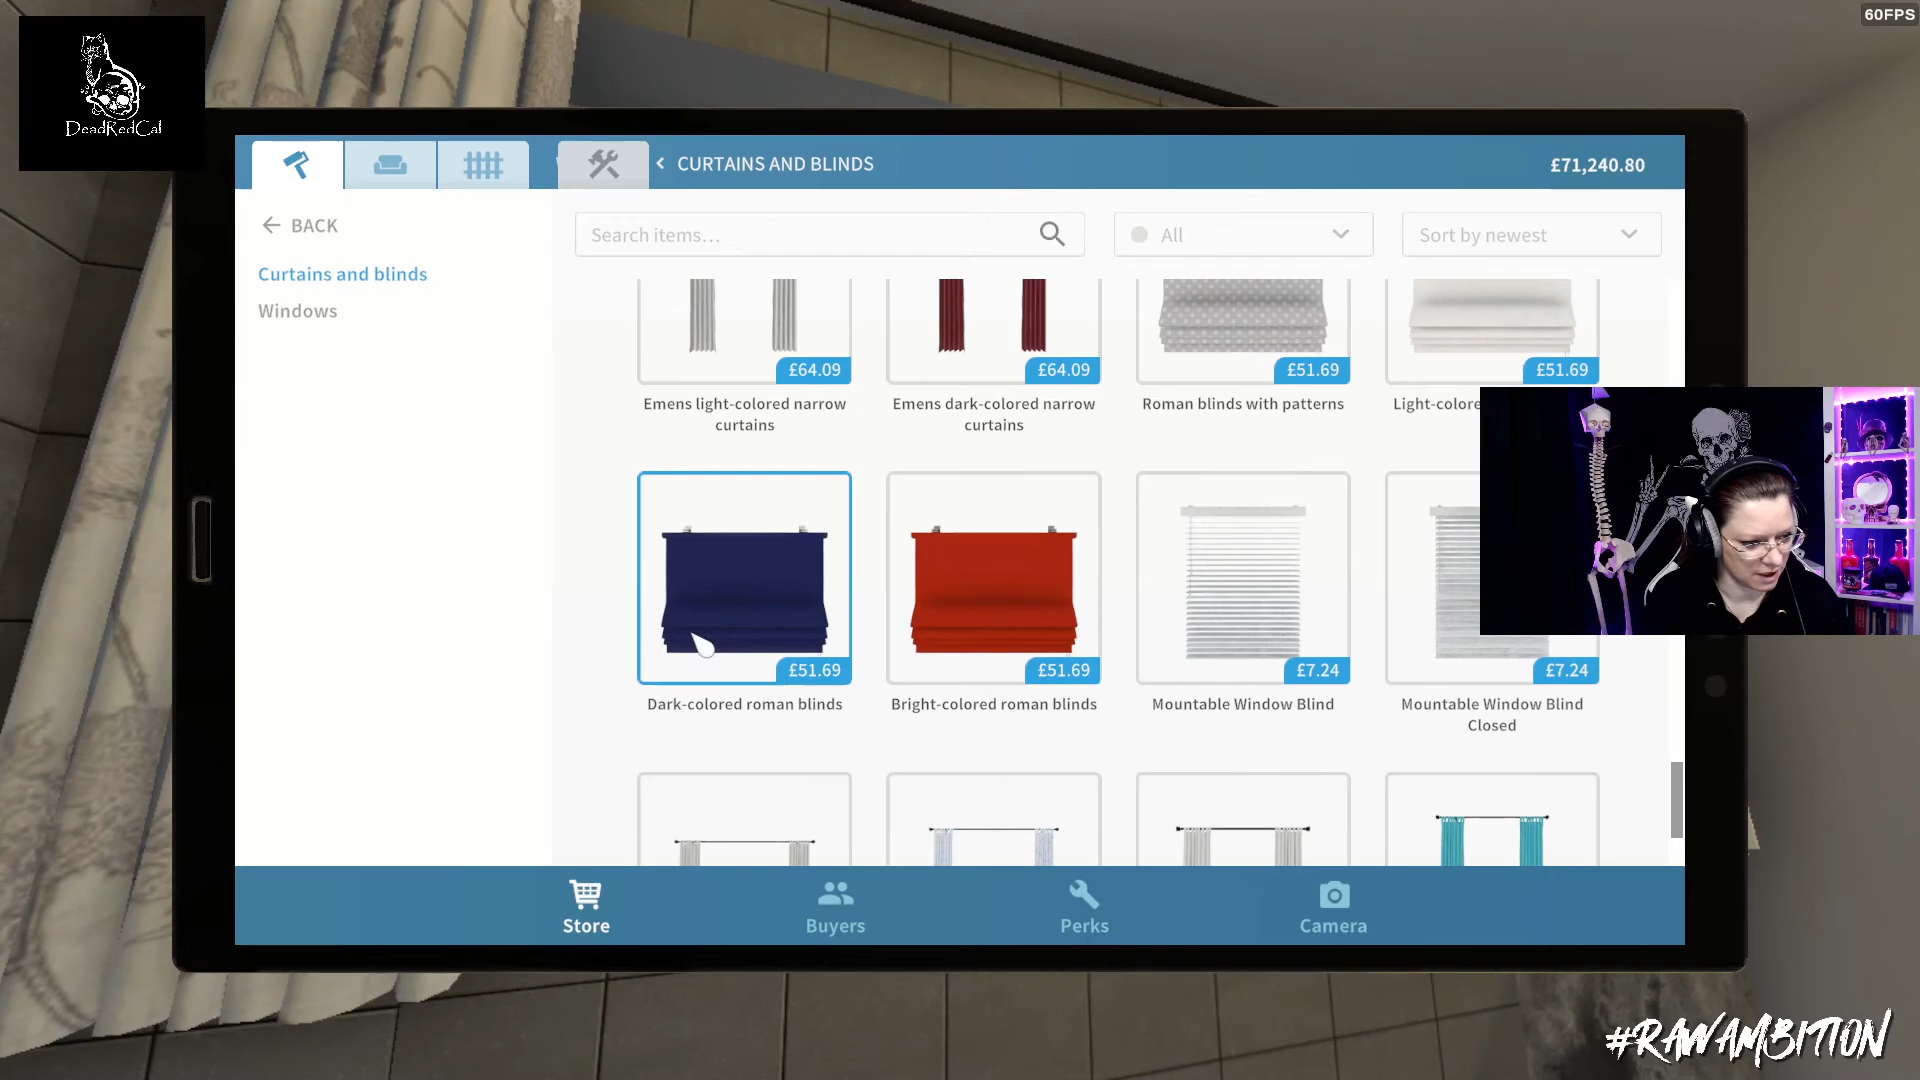 60FPS
DeadRedCal
CURTAINS AND BLINDS
£71,240.80
BACK
Search items...
All
Sort by newest
Curtains and blinds
Windows
£64.09
£64.09
£51.69
£51.69
Emens light-colored narrow
curtains
Emens dark-colored narrow
curtains
Roman blinds with patterns
£51.69
£51.69
£7.24
£7.24
Dark-colored roman blinds
Bright-colored roman blinds
Mountable Window Blind
Mountable Window Blind
Closed
Store
Buyers
Perks
Camera
#RAWAMBITION